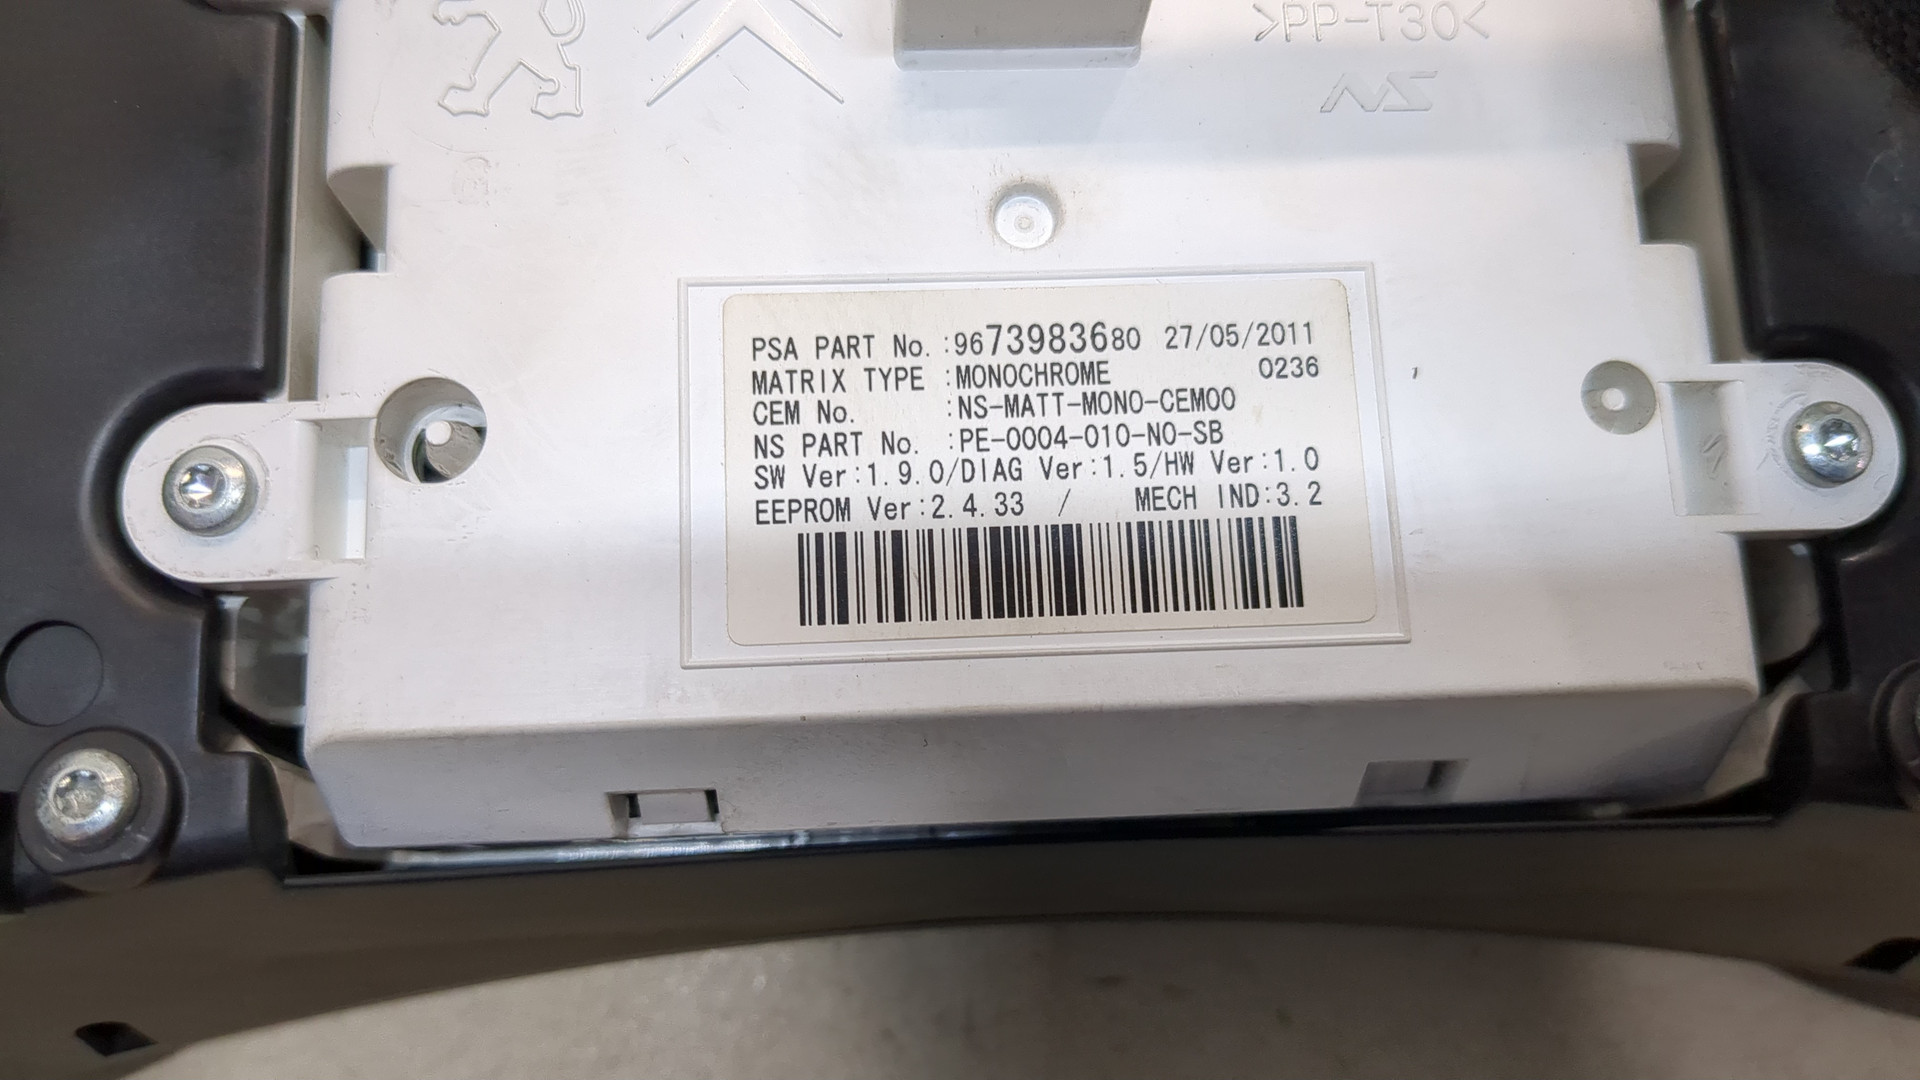 >PP-T30<
NS
PSA PART No. :9673983680 27/05/2011
MATRIX TYPE :MONOCHROME 0236
CEM No. :NS-MATT-MONO-CEM00
NS PART No. :PE-0004-010-N0-SB
SW Ver:1.9.0/DIAG Ver:1.5/HW Ver:1.0
EEPROM Ver:2.4.33 / MECH IND:3.2